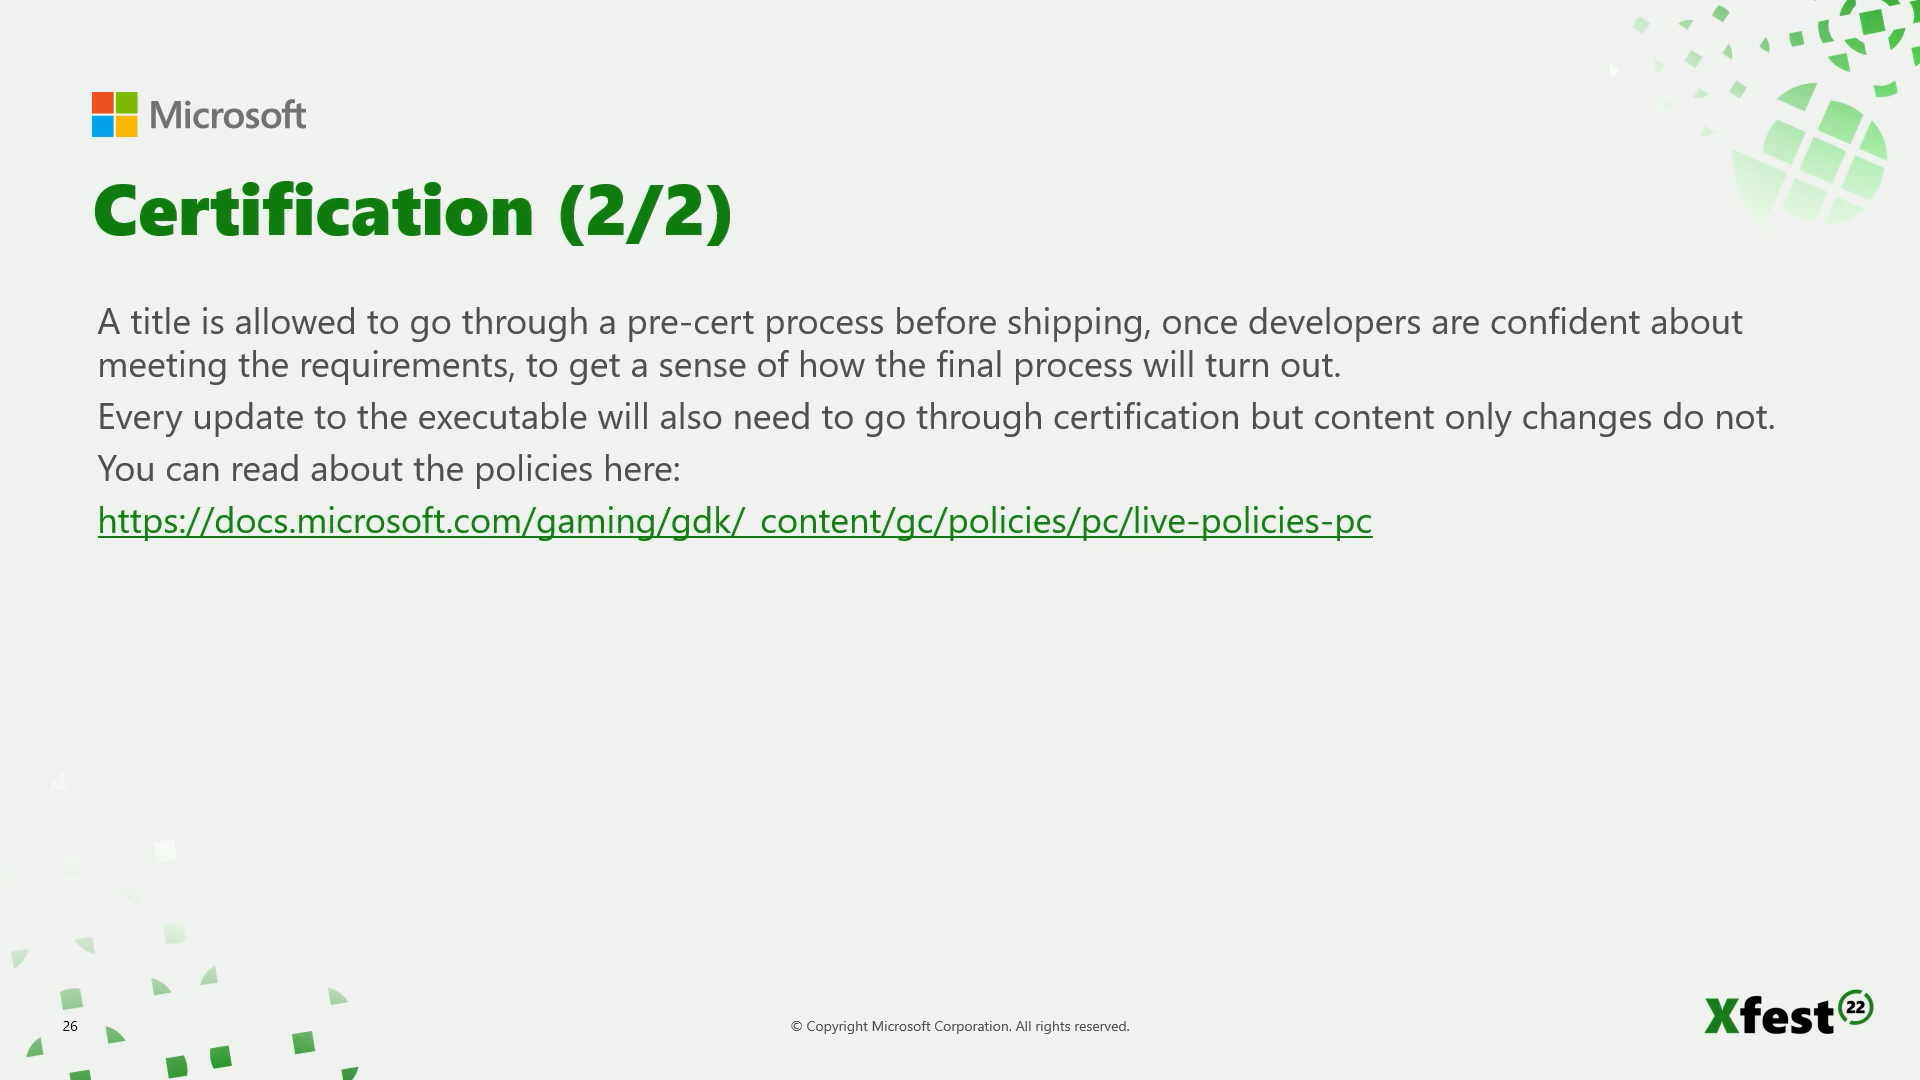 Microsoft
Certification (2/2)
A title is allowed to go through a pre-cert process before shipping, once developers are confident about
meeting the requirements, to get a sense of how the final process will turn out.
Every update to the executable will also need to go through certification but content only changes do not.
You can read about the policies here:
https://docs.microsoft.com/gaming/gdk/_content/gc/policies/pc/live-policies-pc
26
© Copyright Microsoft Corporation. All rights reserved.
Xfest 22